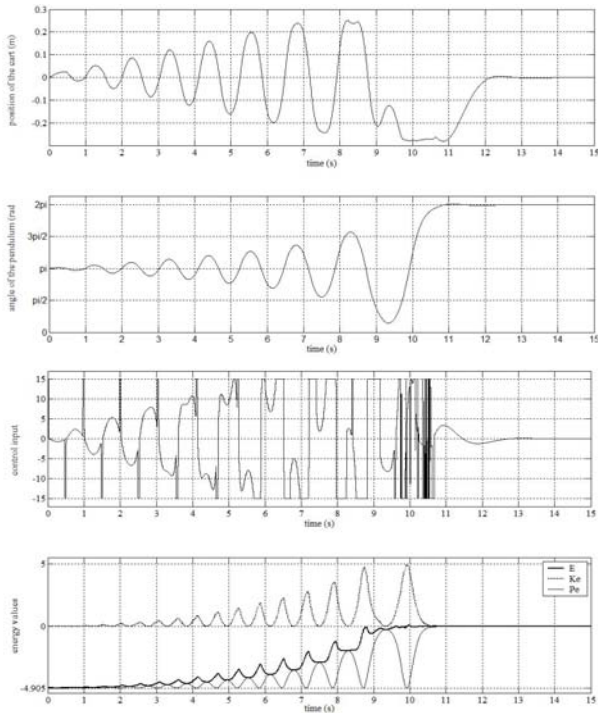 position of the cart (m)
0.3
0.2
0.1
0
-0.1
-0.2
0 1 2 3 4 5 6 7 8 9 10 11 12 13 14 15
time (s)
angle of the pendulum (rad
2pi
3pi/2
pi
pi/2
0
0 1 2 3 4 5 6 7 8 9 10 11 12 13 14 15
time (s)
control input
15
10
5
0
-5
-10
-15
0 1 2 3 4 5 6 7 8 9 10 11 12 13 14 15
time (s)
energy values
5
0
-4.905
E
Ke
Pe
0 1 2 3 4 5 6 7 8 9 10 11 12 13 14 15
time (s)